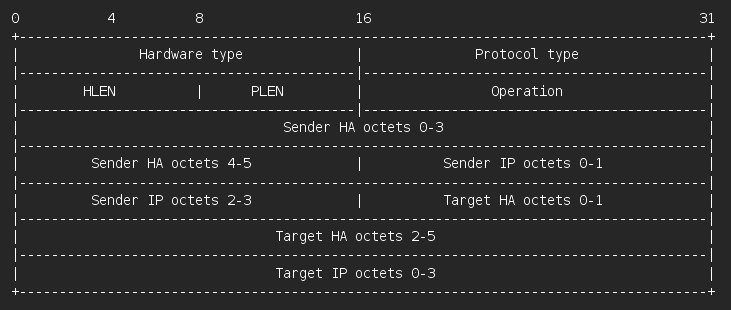 0 4 8 16 31
Hardware type | Protocol type
HLEN | PLEN | Operation
Sender HA octets 0-3
Sender HA octets 4-5 | Sender IP octets 0-1
Sender IP octets 2-3 | Target HA octets 0-1
Target HA octets 2-5
Target IP octets 0-3